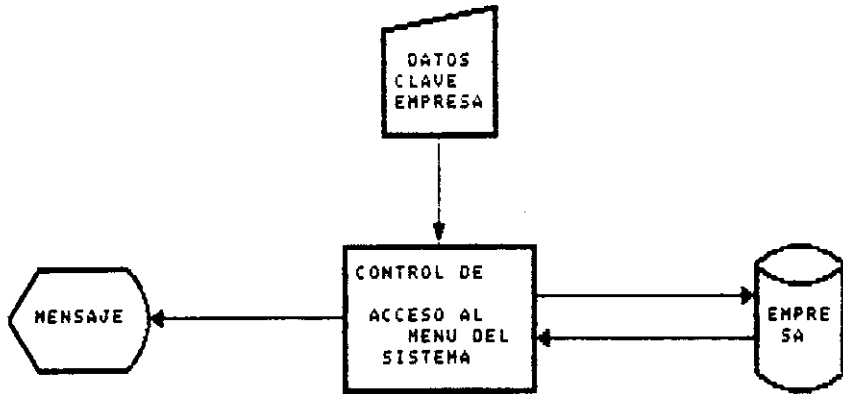 DATOS
CLAVE
EMPRESA
CONTROL DE
ACCESO AL
MENU DEL
SISTEMA
MENSAJE
EMPRE
SA